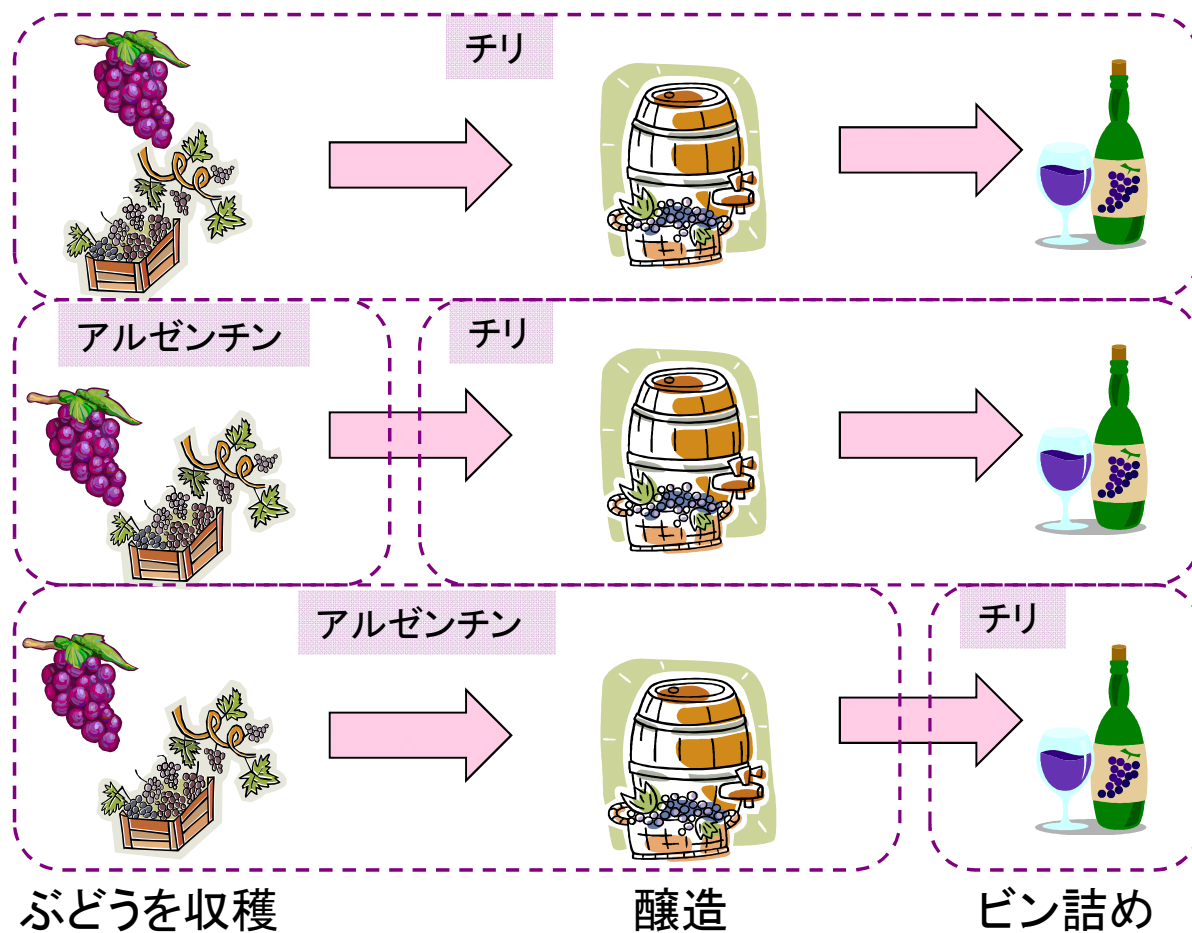 チリ
アルゼンチン
チリ
アルゼンチン
チリ
ぶどうを収穫
醸造
ビン詰め